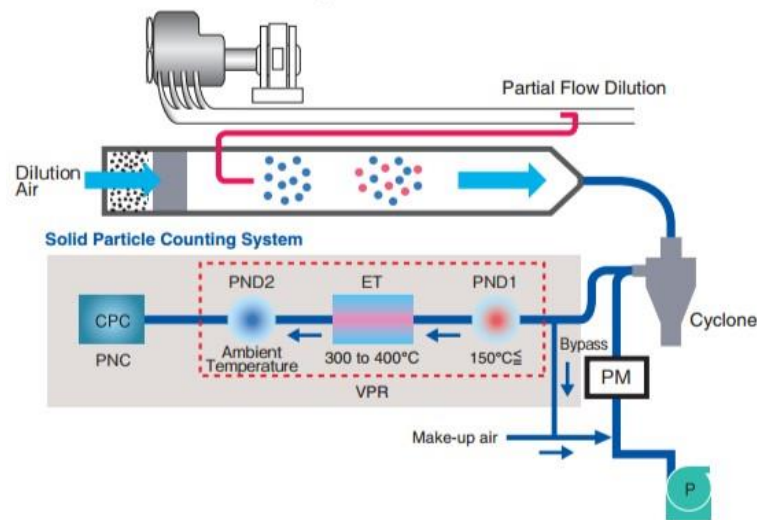 Partial Flow Dilution
Dilution
Air
Solid Particle Counting System
PND2
ET
PND1
CPC
PNC
Ambient
Temperature
300 to 400°C
150°C≦
VPR
Bypass
Cyclone
PM
Make-up air
P